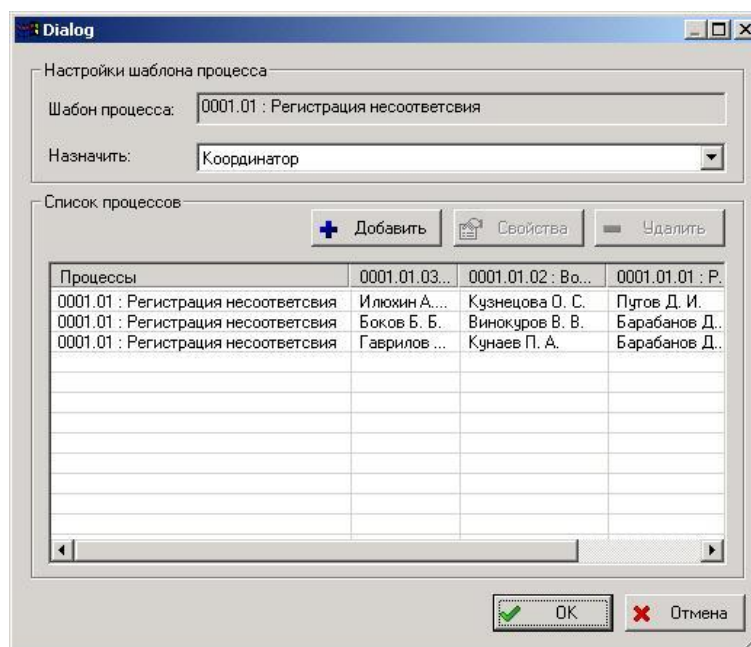 Dialog
Настройки шаблона процесса
Шабон процесса: 0001.01 : Регистрация несоответсвия
Назначить: Координатор
Список процессов
Добавить Свойства Удалить
Процессы 0001.01.03... 0001.01.02 : Во... 0001.01.01 : Р.
0001.01 : Регистрация несоответсвия Илюхин А.... Кузнецова О. С. Путов Д. И.
0001.01 : Регистрация несоответсвия Боков Б. Б. Винокуров В. В. Барабанов Д..
0001.01 : Регистрация несоответсвия Гаврилов ... Кунаев П. А. Барабанов Д..
OK Отмена